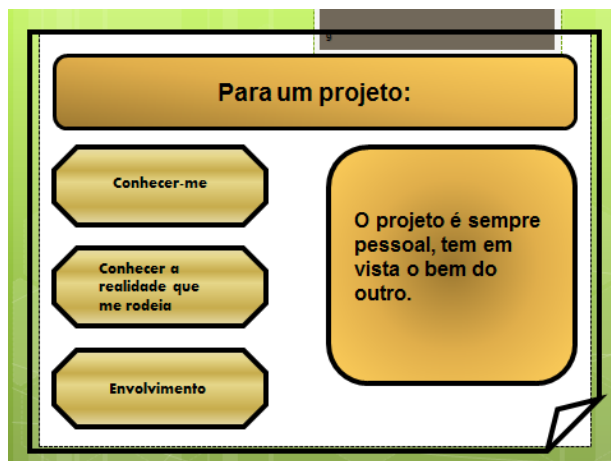 g
Para um projeto:
Conhecer-me
Conhecer a
realidade que
me rodeia
Envolvimento
O projeto é sempre
pessoal, tem em
vista o bem do
outro.